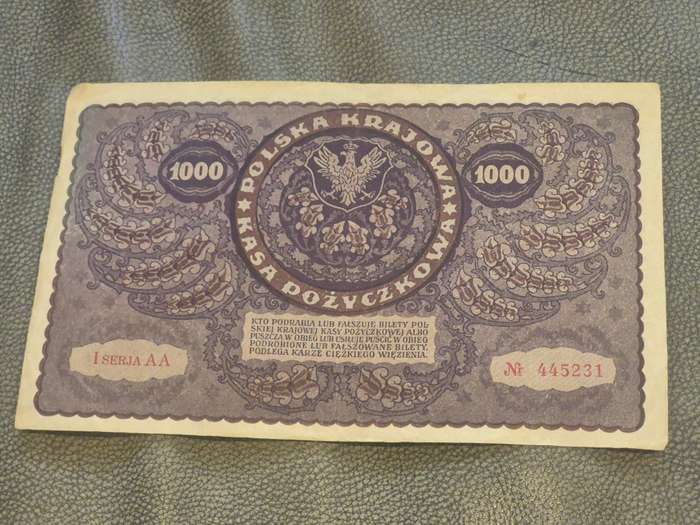 1000
POLSKA KRAJOWA
★ KASA POŻYCZKOWA ★
1000
KTO PODRABIA LUB FAŁSZUJE BILETY POL
SKIEJ KRAJOWEJ KASY POŻYCZKOWEJ ALBO
PUSZCZA W OBIEG LUB USIŁUJE PUŚCIĆ W OBIEG
PODROBIONE LUB FAŁSZOWANE BILETY,
PODLEGA KARZE CIĘŻKIEGO WIĘZIENIA.
I SERJA AA
№ 445231